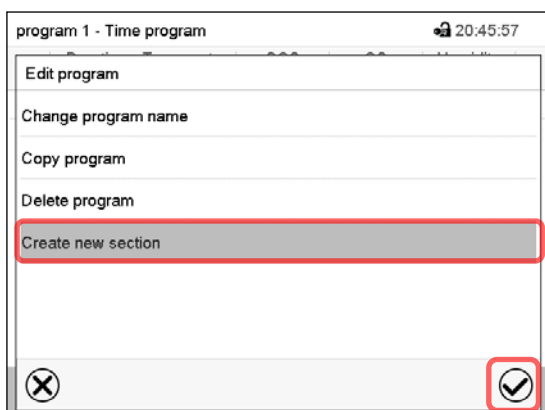 program 1 - Time program 20:45:57
Edit program
Change program name
Copy program
Delete program
Create new section